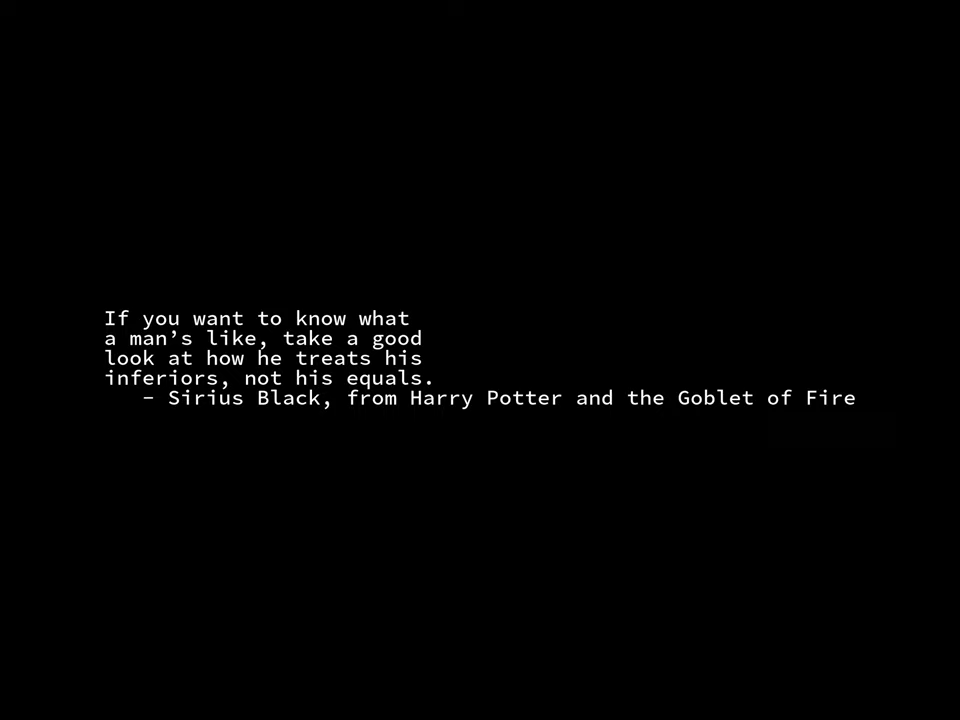 If you want to know what
a man’s like, take a good
look at how he treats his
inferiors, not his equals.
– Sirius Black, from Harry Potter and the Goblet of Fire